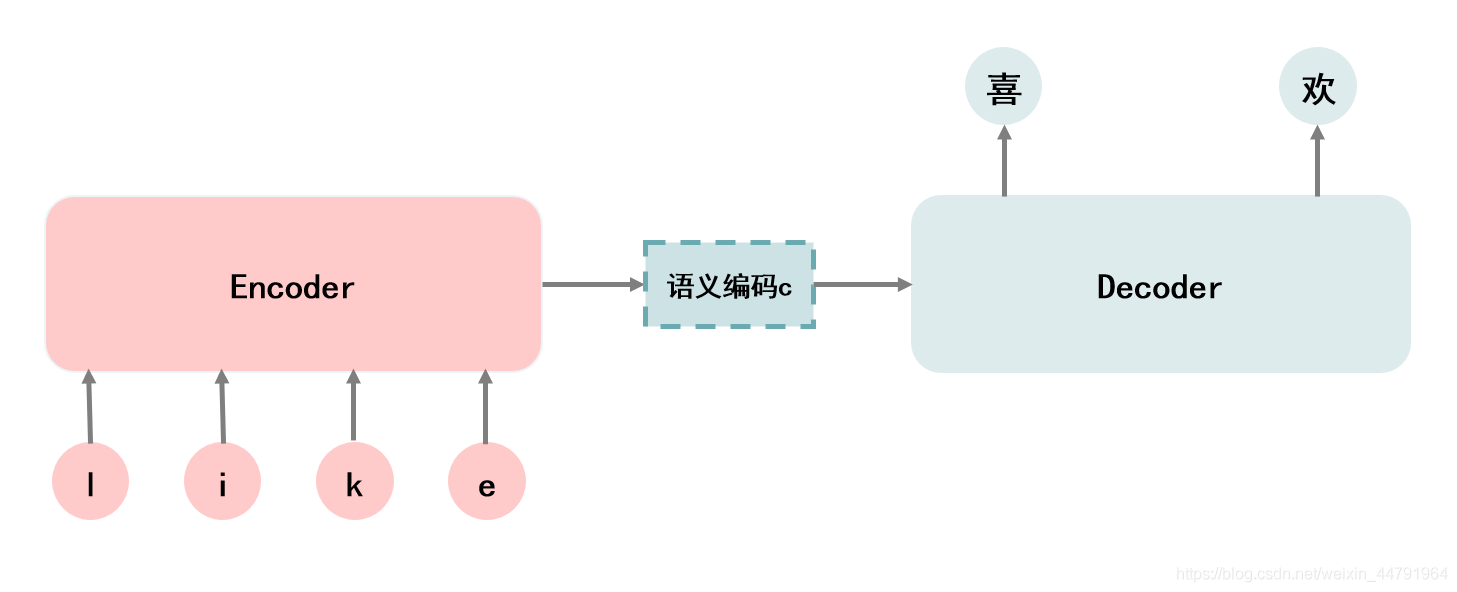 喜 欢
Encoder 语义编码c Decoder
l i k e
https://blog.csdn.net/weixin_44791964